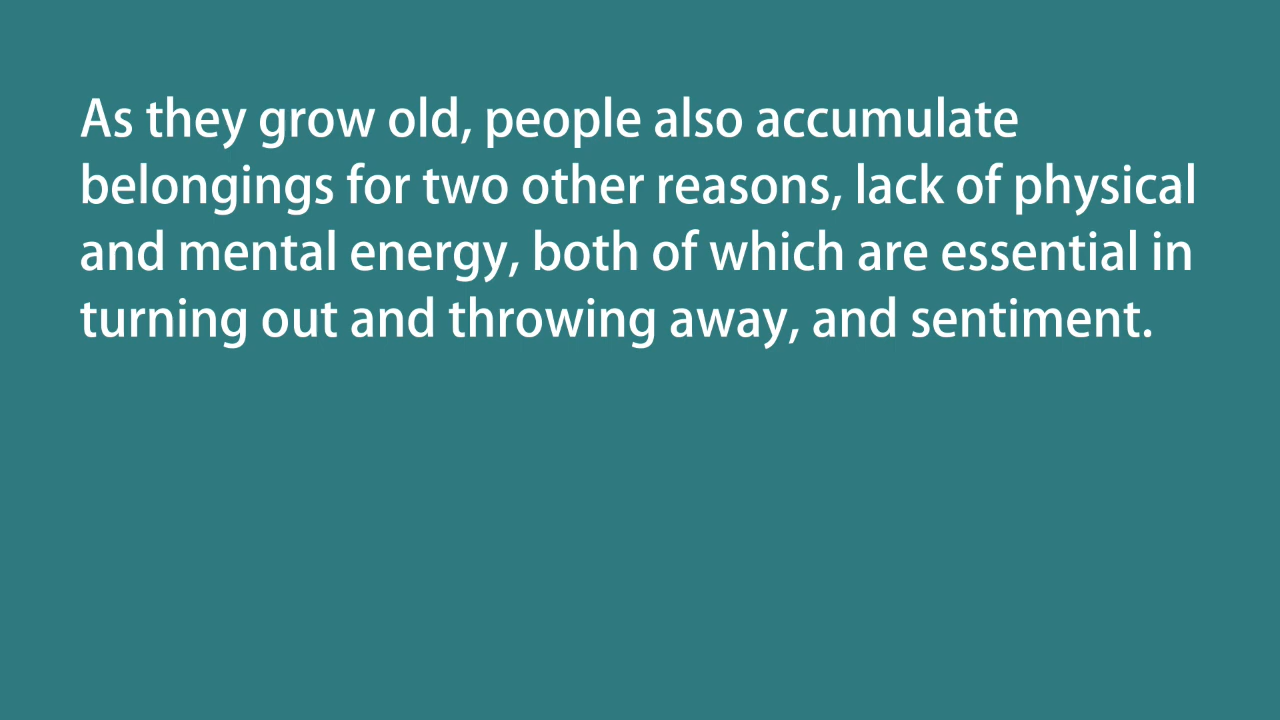 As they grow old, people also accumulate
belongings for two other reasons, lack of physical
and mental energy, both of which are essential in
turning out and throwing away, and sentiment.